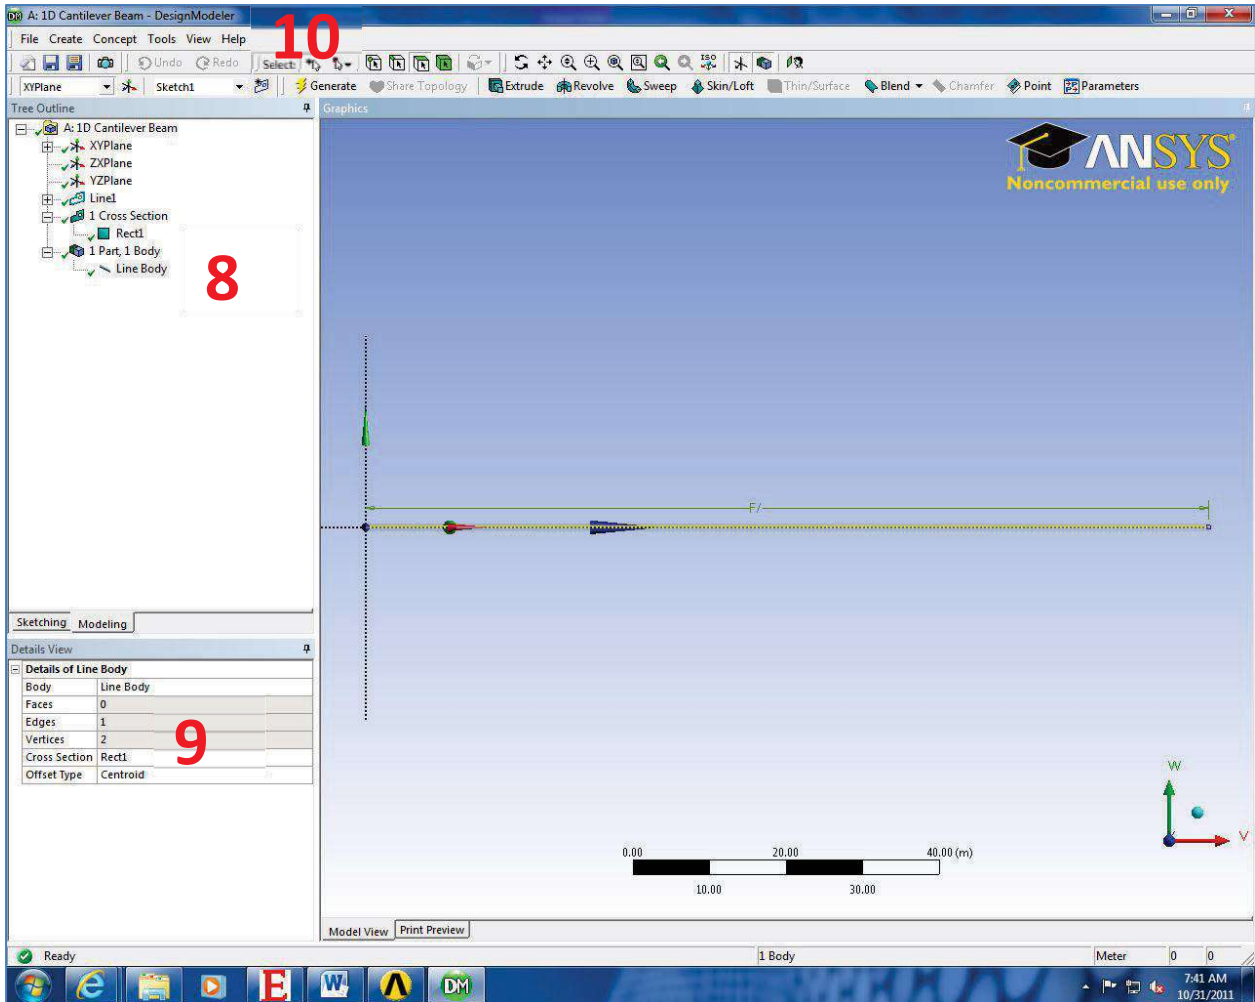 A: 1D Cantilever Beam - DesignModeler
10
File Create Concept Tools View Help
Undo Redo Select: ISO
XYPlane Sketch1 Generate Share Topology Extrude Revolve Sweep Skin/Loft Thin/Surface Blend Chamfer Point Parameters
Tree Outline
A: 1D Cantilever Beam
XYPlane
ZXPlane
YZPlane
Line1
1 Cross Section
Rect1
1 Part, 1 Body
Line Body
8
Sketching Modeling
Details View
Details of Line Body
Body Line Body
Faces 0
Edges 1
Vertices 2
Cross Section Rect1
Offset Type Centroid
9
Graphics
ANSYS
Noncommercial use only
W
V
0.00 20.00 40.00 (m)
10.00 30.00
Model View Print Preview
Ready 1 Body Meter 0 0
E W DM
7:41 AM
10/31/2011